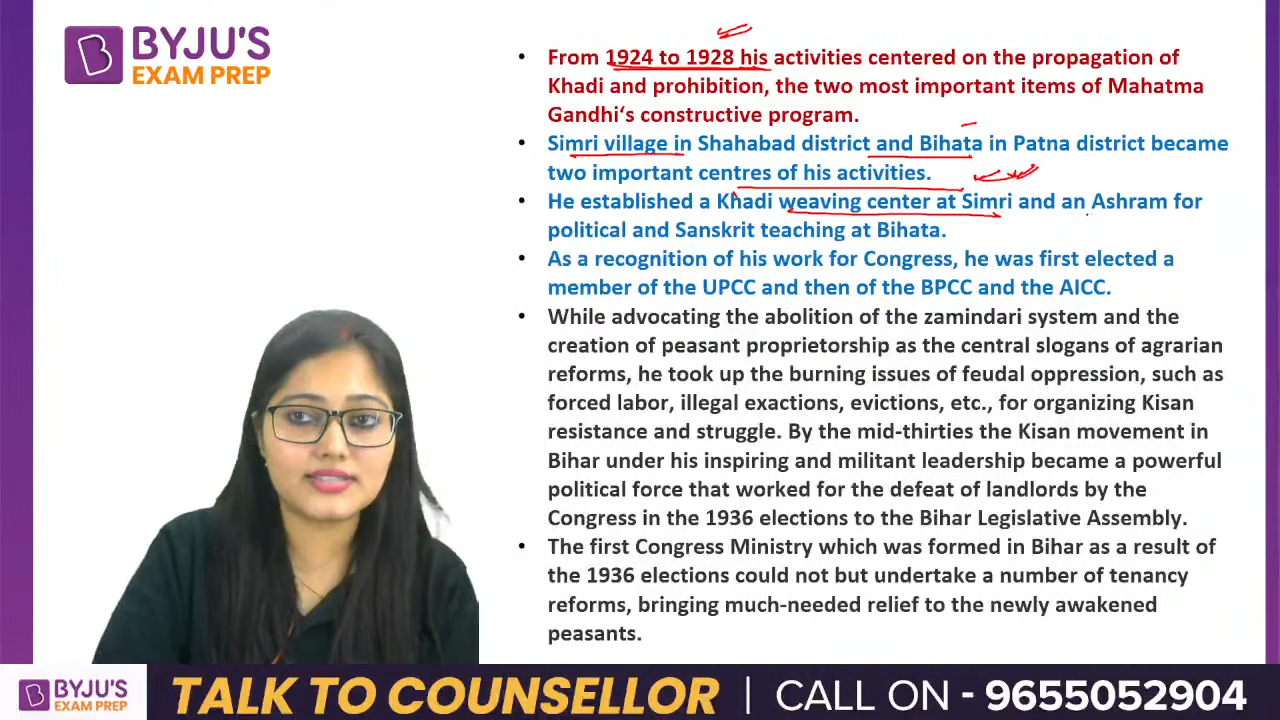 BYJU'S
EXAM PREP
• From 1924 to 1928 his activities centered on the propagation of
Khadi and prohibition, the two most important items of Mahatma
Gandhi‘s constructive program.
• Simri village in Shahabad district and Bihata in Patna district became
two important centres of his activities.
• He established a Khadi weaving center at Simri and an Ashram for
political and Sanskrit teaching at Bihata.
• As a recognition of his work for Congress, he was first elected a
member of the UPCC and then of the BPCC and the AICC.
• While advocating the abolition of the zamindari system and the
creation of peasant proprietorship as the central slogans of agrarian
reforms, he took up the burning issues of feudal oppression, such as
forced labor, illegal exactions, evictions, etc., for organizing Kisan
resistance and struggle. By the mid-thirties the Kisan movement in
Bihar under his inspiring and militant leadership became a powerful
political force that worked for the defeat of landlords by the
Congress in the 1936 elections to the Bihar Legislative Assembly.
• The first Congress Ministry which was formed in Bihar as a result of
the 1936 elections could not but undertake a number of tenancy
reforms, bringing much-needed relief to the newly awakened
peasants.
BYJU'S
EXAM PREP
TALK TO COUNSELLOR | CALL ON - 9655052904